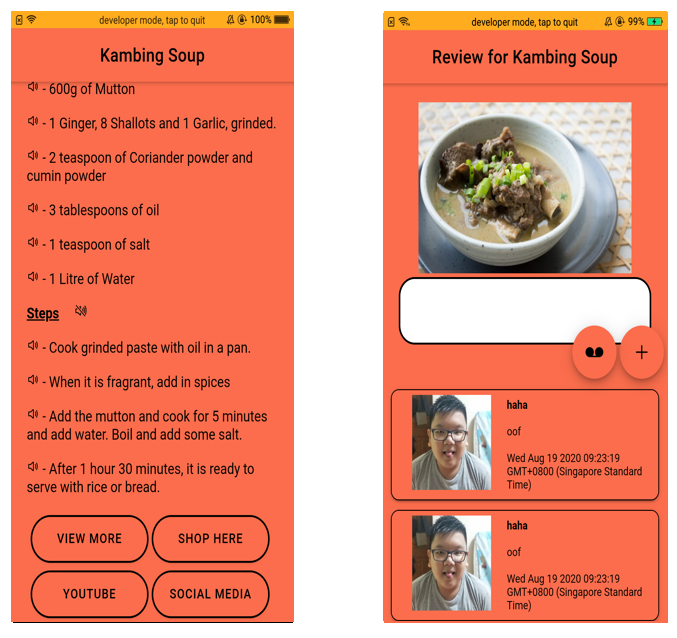 developer mode, tap to quit
100%
Kambing Soup
- 600g of Mutton
- 1 Ginger, 8 Shallots and 1 Garlic, grinded.
- 2 teaspoon of Coriander powder and
cumin powder
- 3 tablespoons of oil
- 1 teaspoon of salt
- 1 Litre of Water
Steps
- Cook grinded paste with oil in a pan.
- When it is fragrant, add in spices
- Add the mutton and cook for 5 minutes
and add water. Boil and add some salt.
- After 1 hour 30 minutes, it is ready to
serve with rice or bread.
VIEW MORE
SHOP HERE
YOUTUBE
SOCIAL MEDIA
developer mode, tap to quit
99%
Review for Kambing Soup
haha
oof
Wed Aug 19 2020 09:23:19
GMT+0800 (Singapore Standard
Time)
haha
oof
Wed Aug 19 2020 09:23:19
GMT+0800 (Singapore Standard
Time)